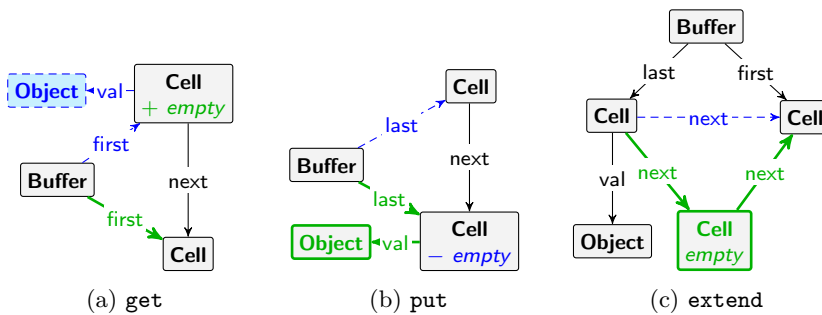 Object
val
Cell
+ empty
first
Buffer
next
first
Cell
(a) get
Cell
last
next
Buffer
last
Object
val
Cell
− empty
(b) put
Buffer
last
first
Cell
next
Cell
val
next
next
Object
Cell
empty
(c) extend